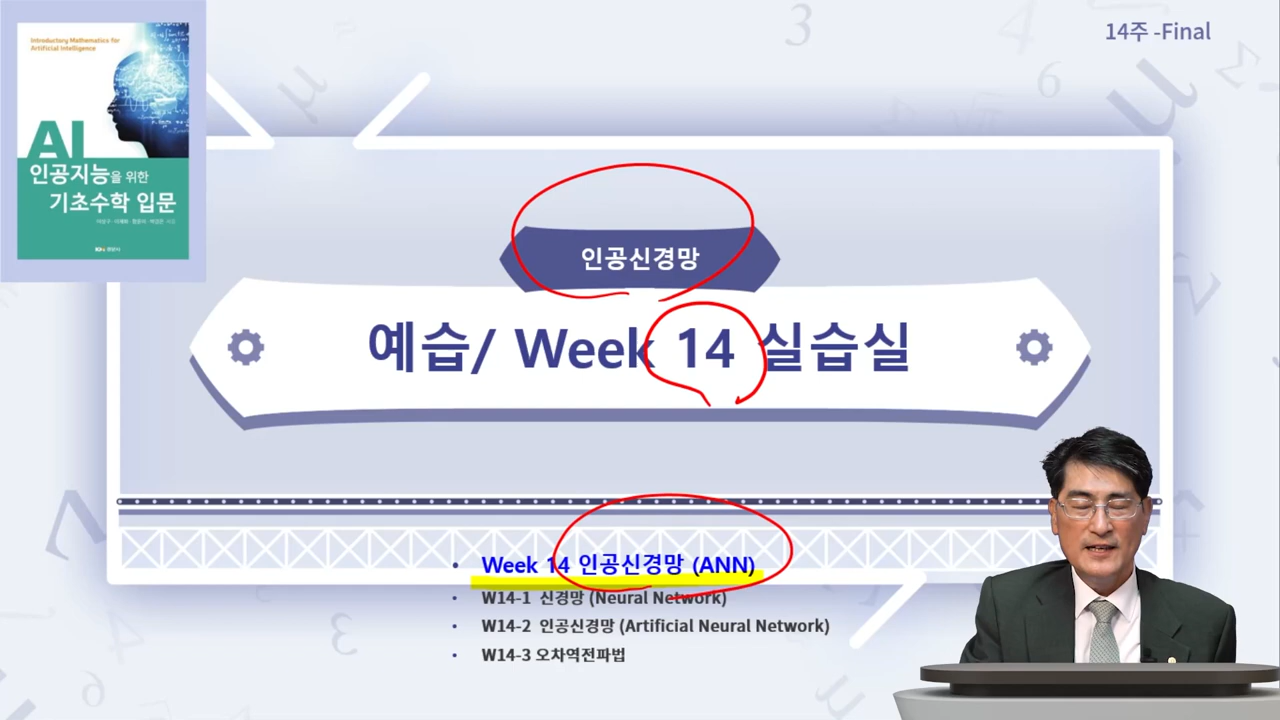 14주 -Final
Introductory Mathematics for
Artificial Intelligence
AI
인공지능을 위한
기초수학 입문
인공신경망
예습/ Week 14 실습실
• Week 14 인공신경망 (ANN)
• W14-1 신경망 (Neural Network)
• W14-2 인공신경망 (Artificial Neural Network)
• W14-3 오차역전파법